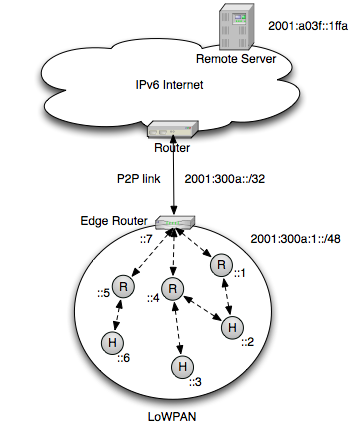 2001:a03f::1ffa
Remote Server
IPv6 Internet
Router
P2P link
2001:300a::/32
Edge Router
::7
2001:300a:1::/48
R
::1
R
::5
R
::4
H
::2
H
::6
H
::3
LoWPAN